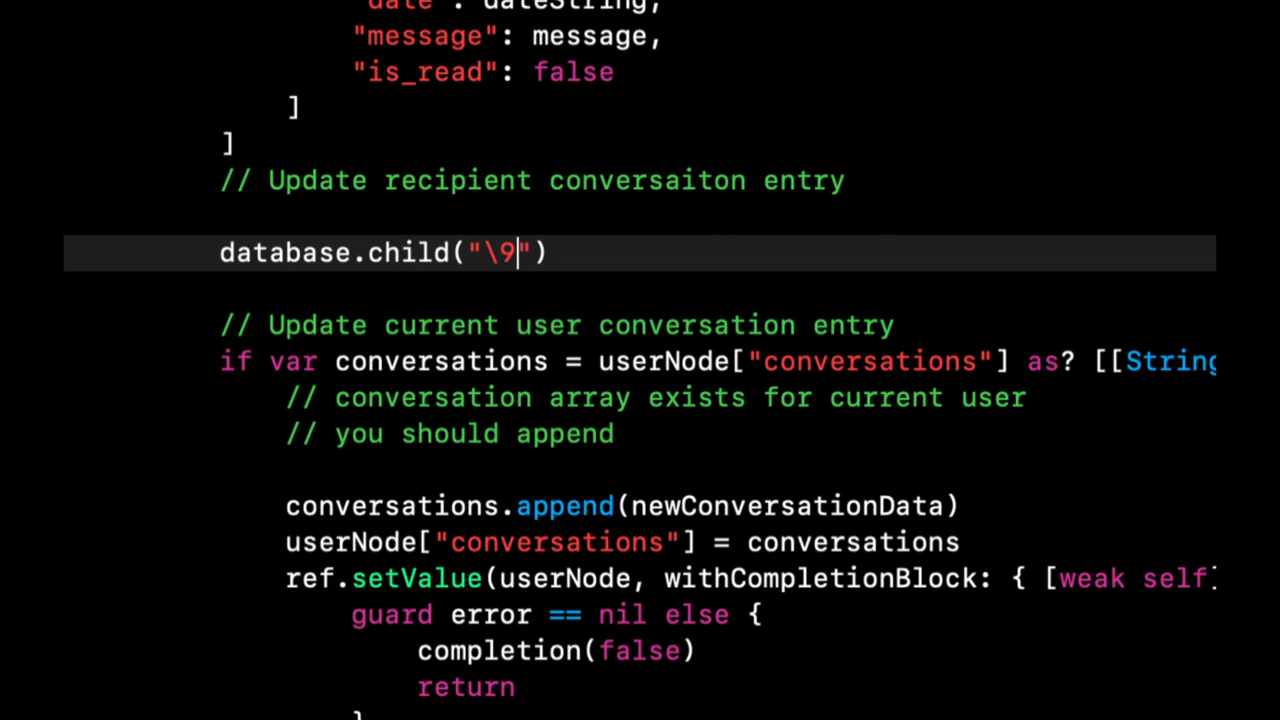 "date": dateString,
"message": message,
"is_read": false
]
]
// Update recipient conversaiton entry
database.child("\9")
// Update current user conversation entry
if var conversations = userNode["conversations"] as? [[String
// conversation array exists for current user
// you should append
conversations.append(newConversationData)
userNode["conversations"] = conversations
ref.setValue(userNode, withCompletionBlock: { [weak self]
guard error == nil else {
completion(false)
return
}